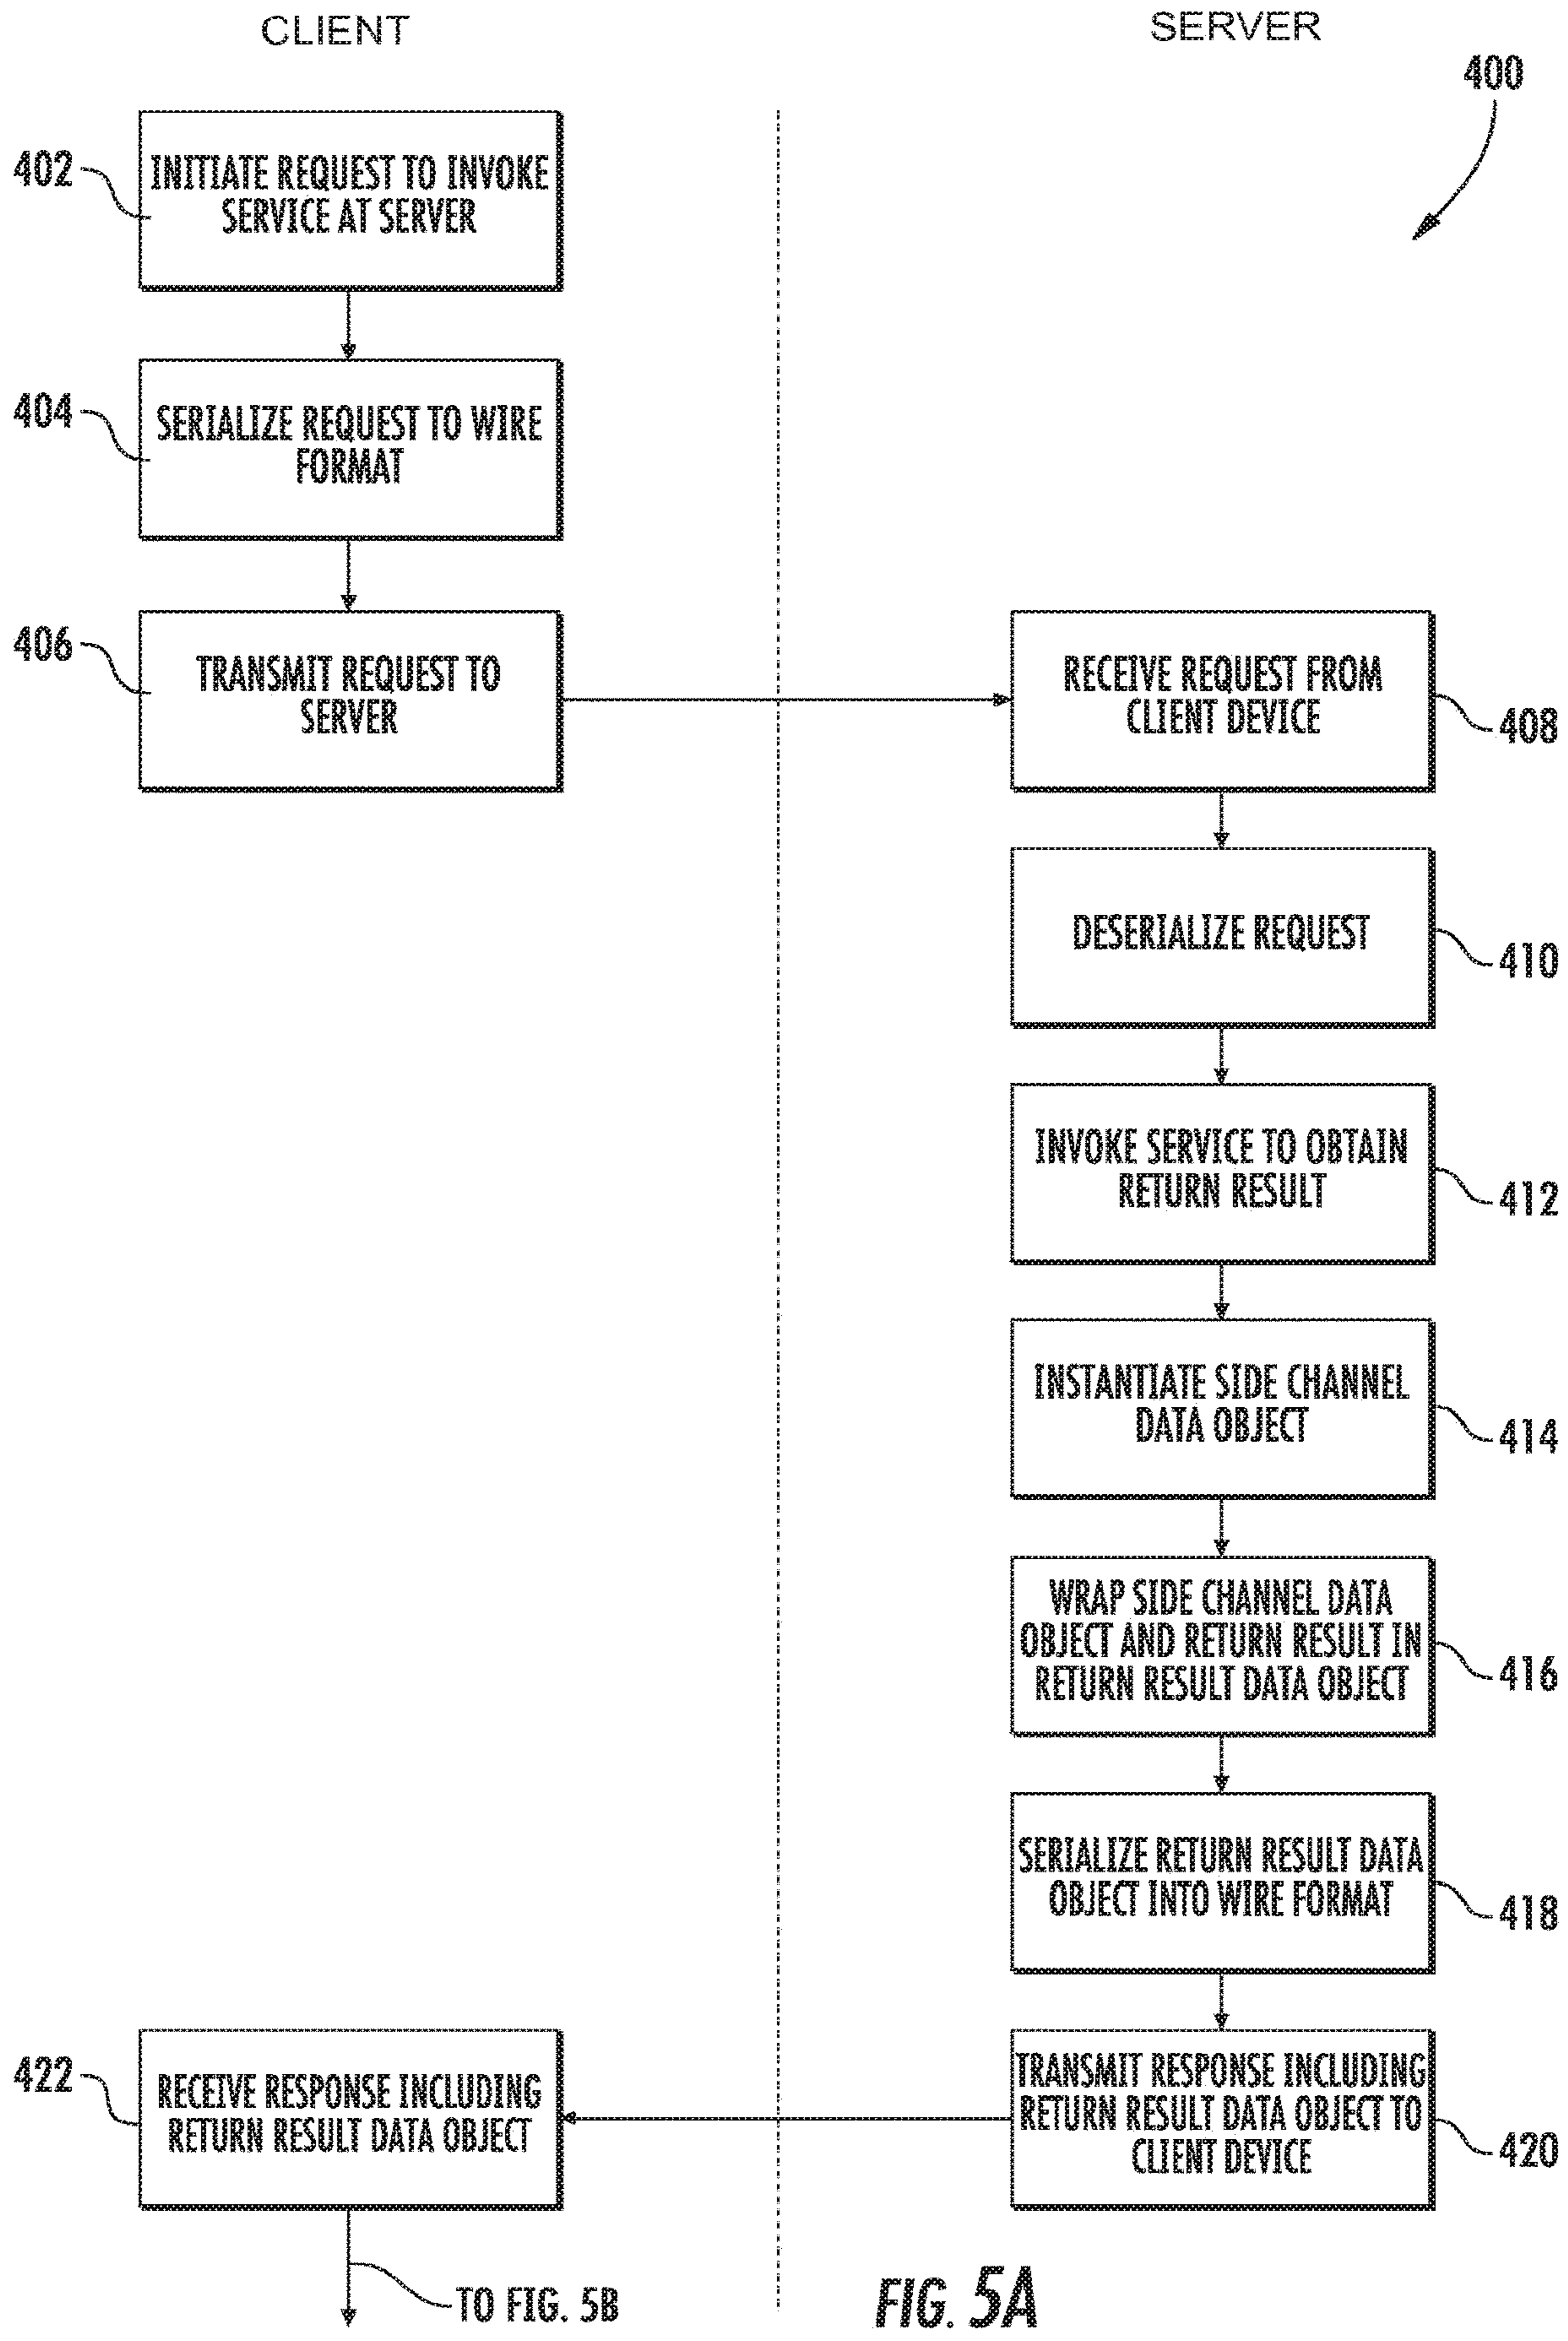 CLIENT
SERVER
400
402
INITIATE REQUEST TO INVOKE
SERVICE AT SERVER
404
SERIALIZE REQUEST TO WIRE
FORMAT
406
TRANSMIT REQUEST TO
SERVER
RECEIVE REQUEST FROM
CLIENT DEVICE
408
DESERIALIZE REQUEST
410
INVOKE SERVICE TO OBTAIN
RETURN RESULT
412
INSTANTIATE SIDE CHANNEL
DATA OBJECT
414
WRAP SIDE CHANNEL DATA
OBJECT AND RETURN RESULT IN
RETURN RESULT DATA OBJECT
416
SERIALIZE RETURN RESULT DATA
OBJECT INTO WIRE FORMAT
418
TRANSMIT RESPONSE INCLUDING
RETURN RESULT DATA OBJECT TO
CLIENT DEVICE
420
422
RECEIVE RESPONSE INCLUDING
RETURN RESULT DATA OBJECT
TO FIG. 5B
FIG. 5A